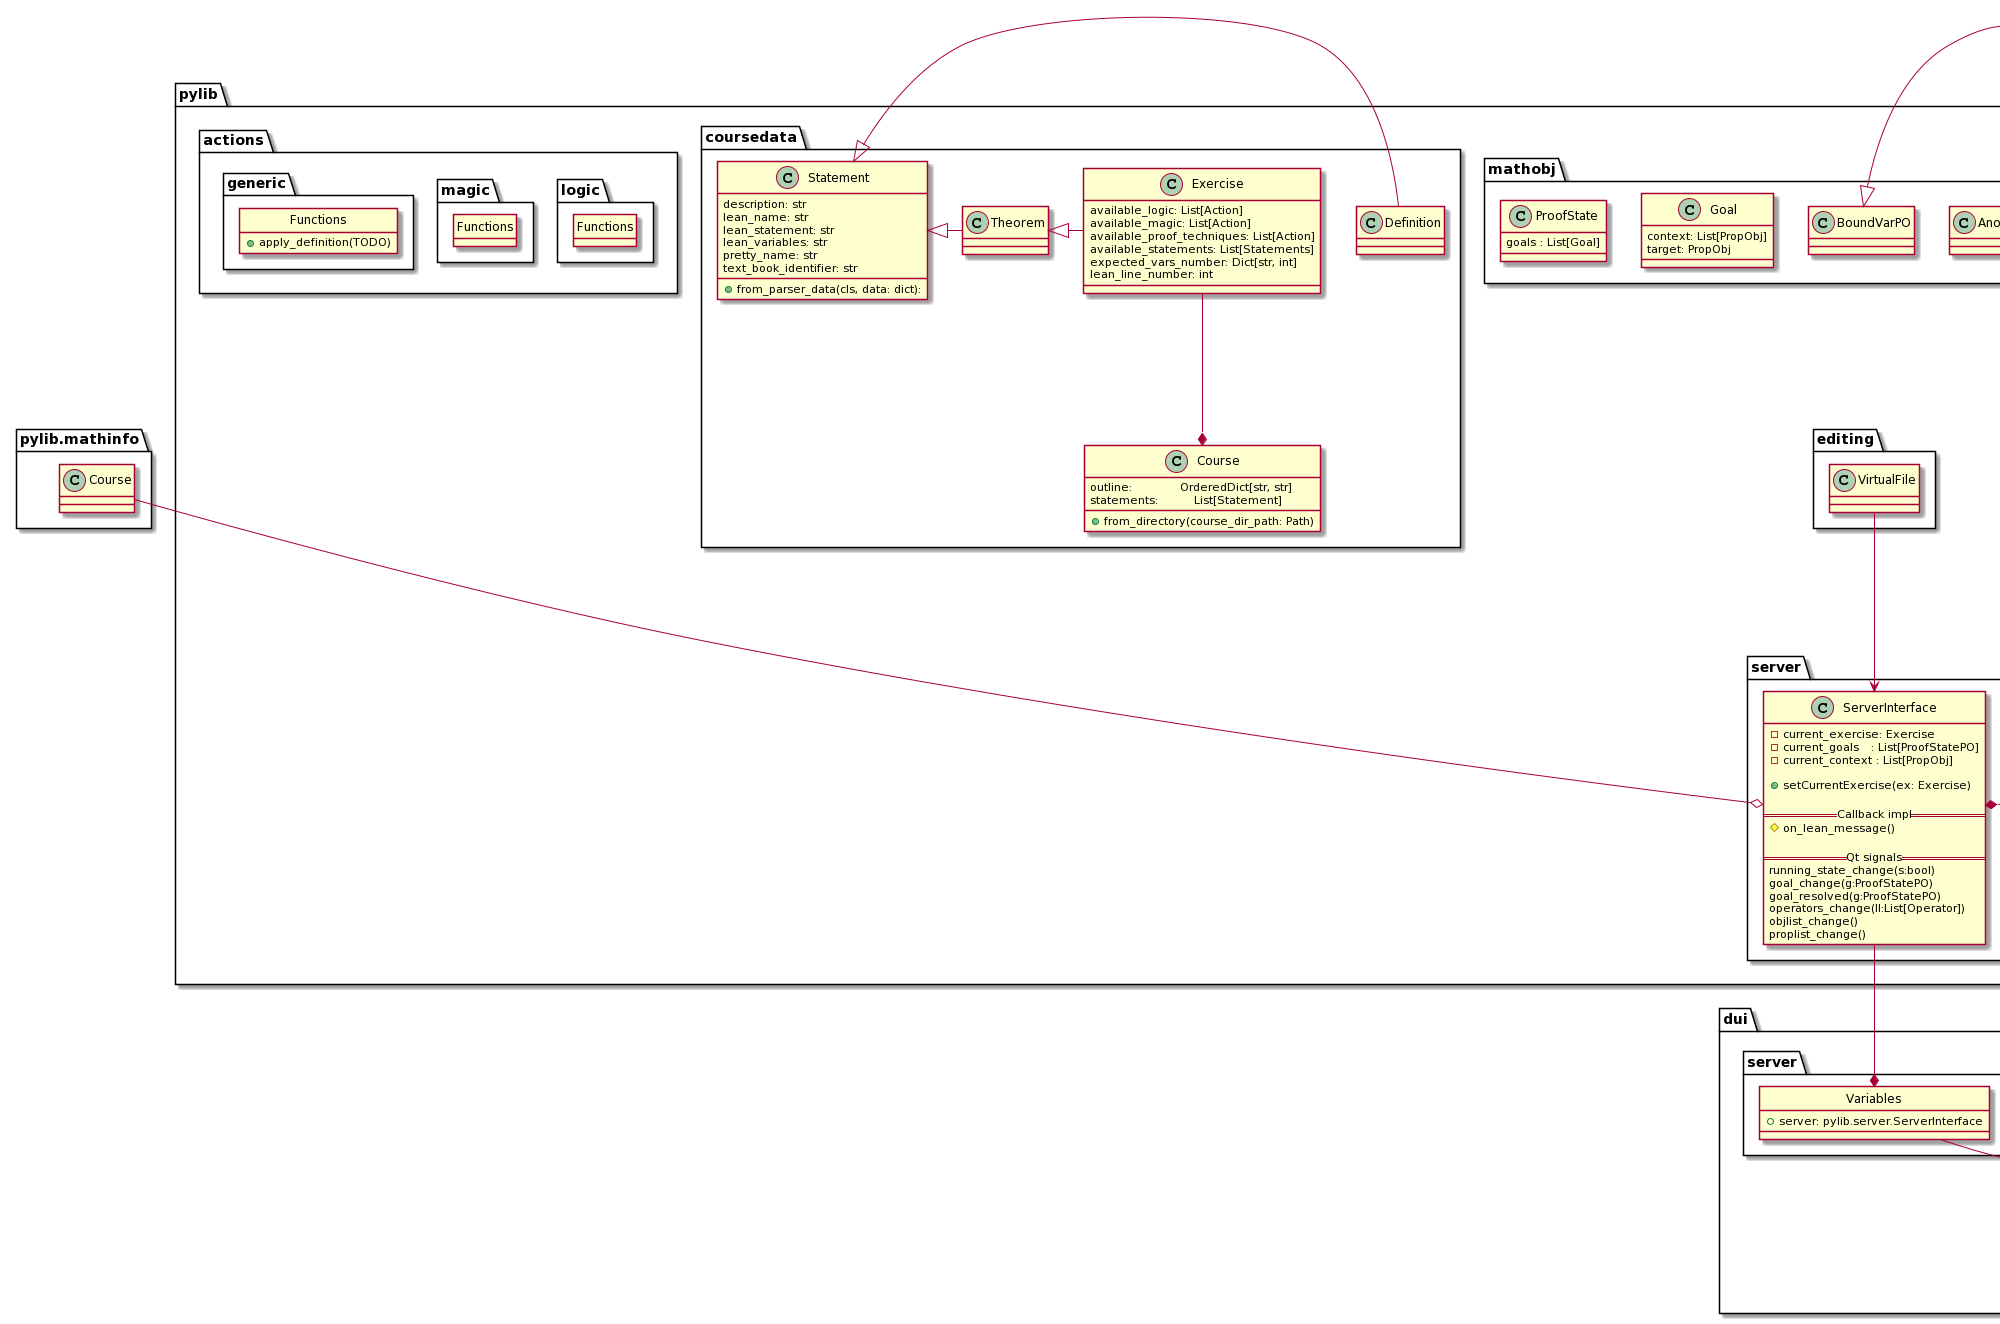 pylib
actions
generic
Functions
apply_definition(TODO)
magic
Functions
logic
Functions
coursedata
Statement
description: str
lean_name: str
lean_statement: str
lean_variables: str
pretty_name: str
text_book_identifier: str
from_parser_data(cls, data: dict):
Theorem
Exercise
available_logic: List[Action]
available_magic: List[Action]
available_proof_techniques: List[Action]
available_statements: List[Statements]
expected_vars_number: Dict[str, int]
lean_line_number: int
Definition
Course
outline: OrderedDict[str, str]
statements: List[Statement]
from_directory(course_dir_path: Path)
mathobj
ProofState
goals : List[Goal]
Goal
context: List[PropObj]
target: PropObj
BoundVarPO
Ano
pylib.mathinfo
Course
editing
VirtualFile
server
ServerInterface
current_exercise: Exercise
current_goals : List[ProofStatePO]
current_context : List[PropObj]
setCurrentExercise(ex: Exercise)
Callback impl
on_lean_message()
Qt signals
running_state_change(s:bool)
goal_change(g:ProofStatePO)
goal_resolved(g:ProofStatePO)
operators_change(ll:List[Operator])
objlist_change()
proplist_change()
dui
server
Variables
server: pylib.server.ServerInterface